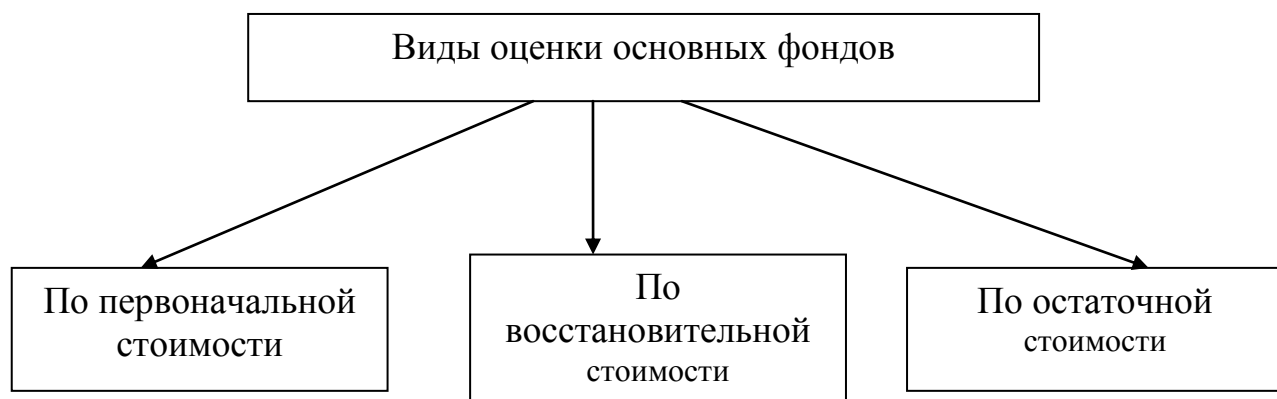 Виды оценки основных фондов
По первоначальной
стоимости
По
восстановительной
стоимости
По остаточной
стоимости